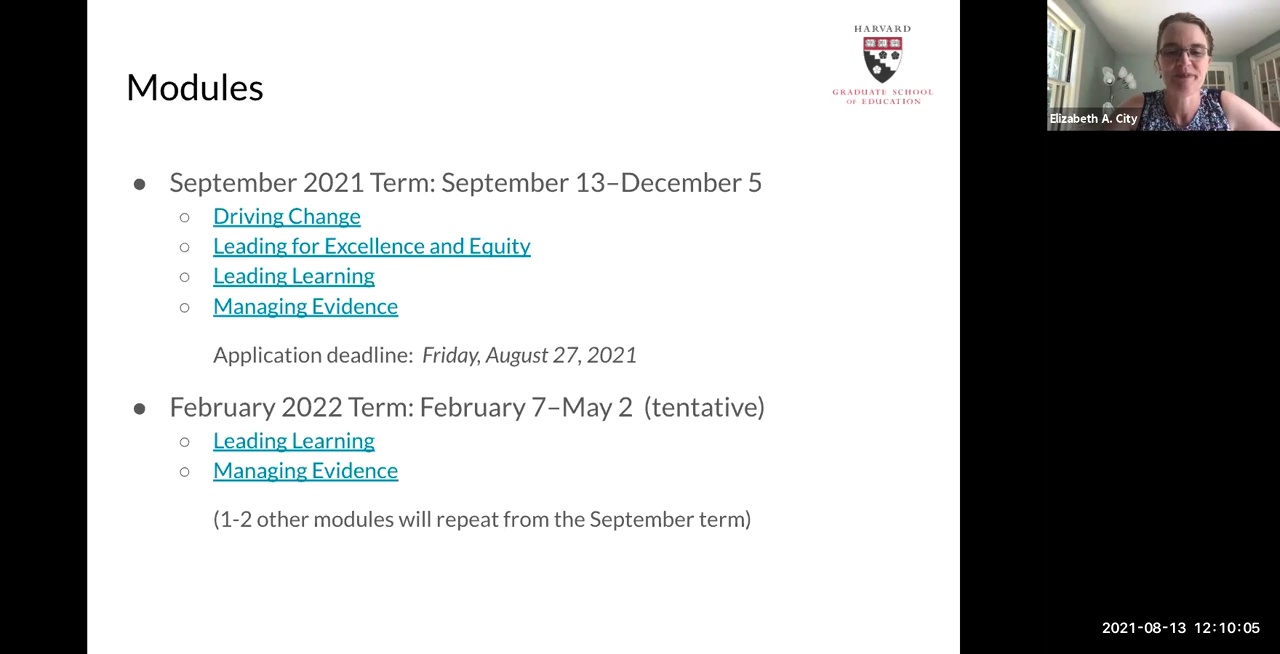 HARVARD
GRADUATE SCHOOL
OF EDUCATION
Modules
Elizabeth A. City
● September 2021 Term: September 13–December 5
○ Driving Change
○ Leading for Excellence and Equity
○ Leading Learning
○ Managing Evidence
Application deadline: Friday, August 27, 2021
● February 2022 Term: February 7–May 2 (tentative)
○ Leading Learning
○ Managing Evidence
(1-2 other modules will repeat from the September term)
2021-08-13 12:10:05